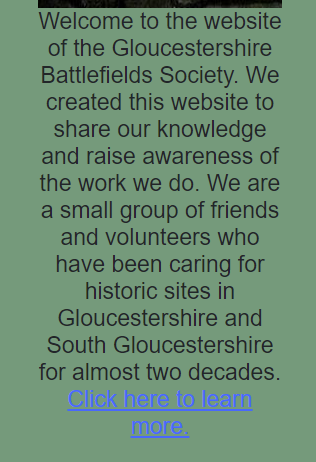 Welcome to the website
of the Gloucestershire
Battlefields Society. We
created this website to
share our knowledge
and raise awareness of
the work we do. We are
a small group of friends
and volunteers who
have been caring for
historic sites in
Gloucestershire and
South Gloucestershire
for almost two decades.
Click here to learn
more.